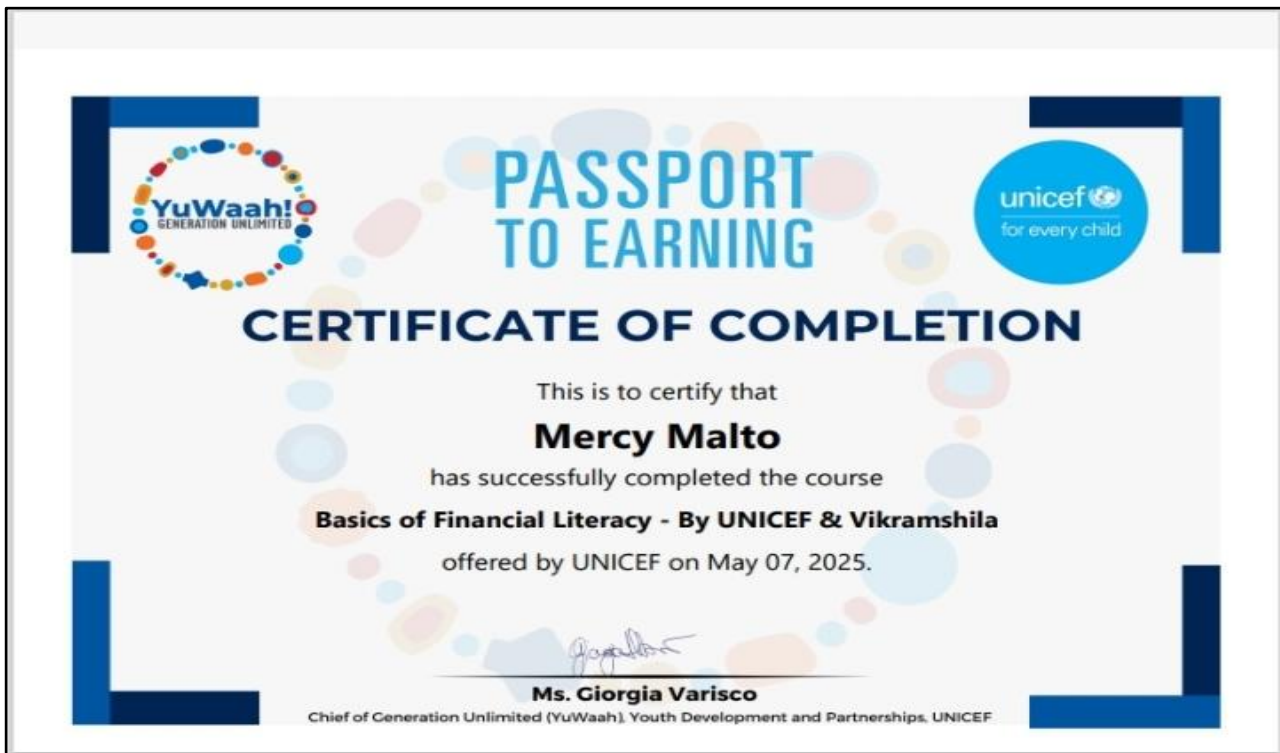 YuWaah!
GENERATION UNLIMITED
PASSPORT
TO EARNING
unicef
for every child
CERTIFICATE OF COMPLETION
This is to certify that
Mercy Malto
has successfully completed the course
Basics of Financial Literacy - By UNICEF & Vikramshila
offered by UNICEF on May 07, 2025.
Ms. Giorgia Varisco
Chief of Generation Unlimited (YuWaah), Youth Development and Partnerships, UNICEF